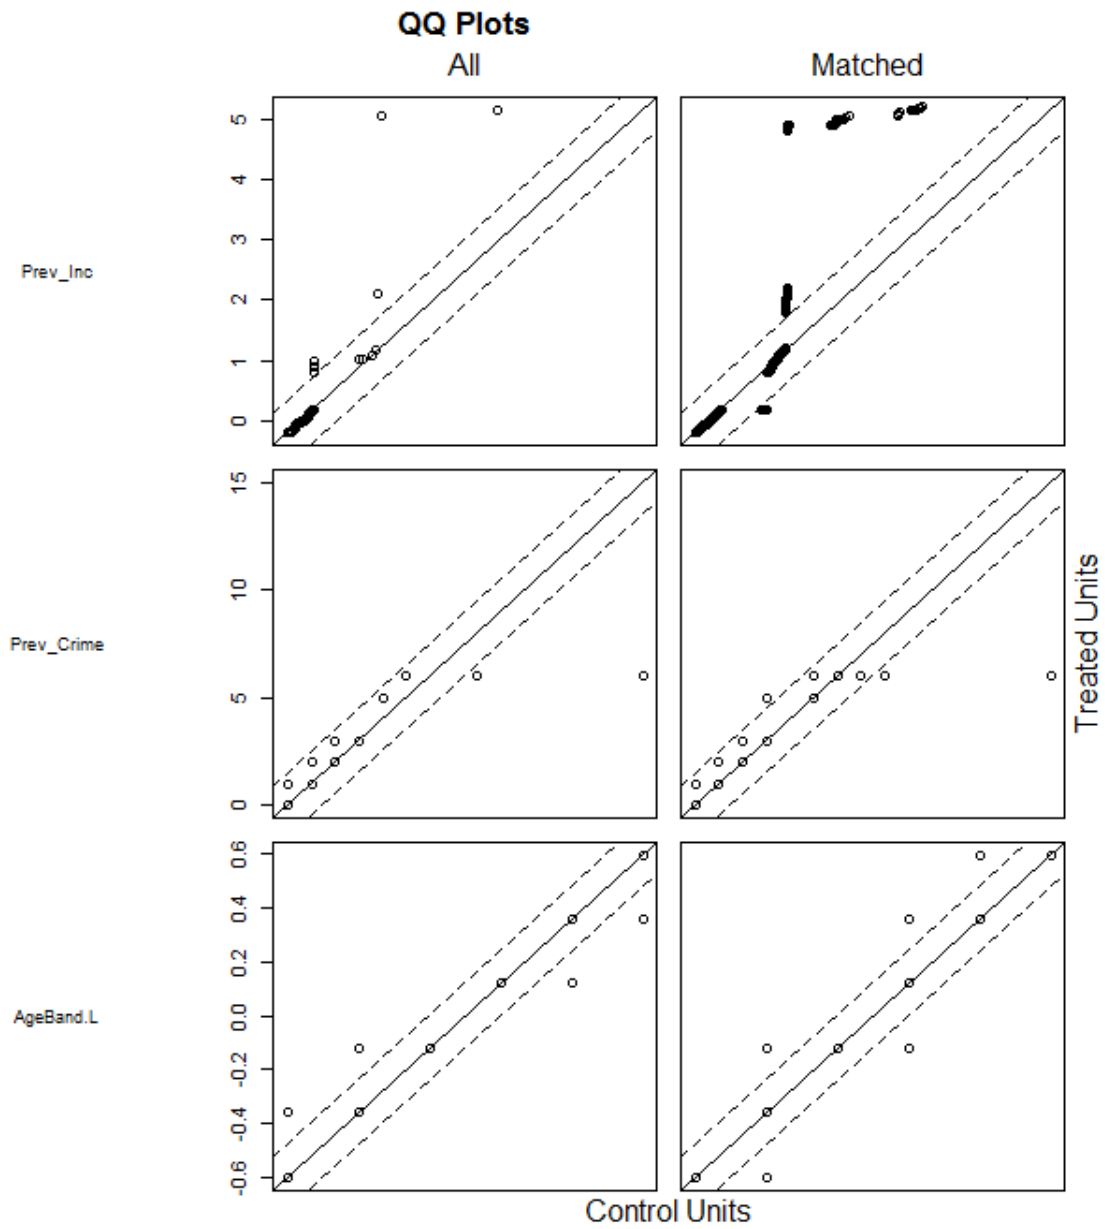 QQ Plots
All Matched
Prev_Inc
5
4
3
2
1
0
Prev_Crime
15
10
5
0
Treated Units
AgeBand.L
0.6
0.4
0.2
0.0
-0.2
-0.4
-0.6
Control Units